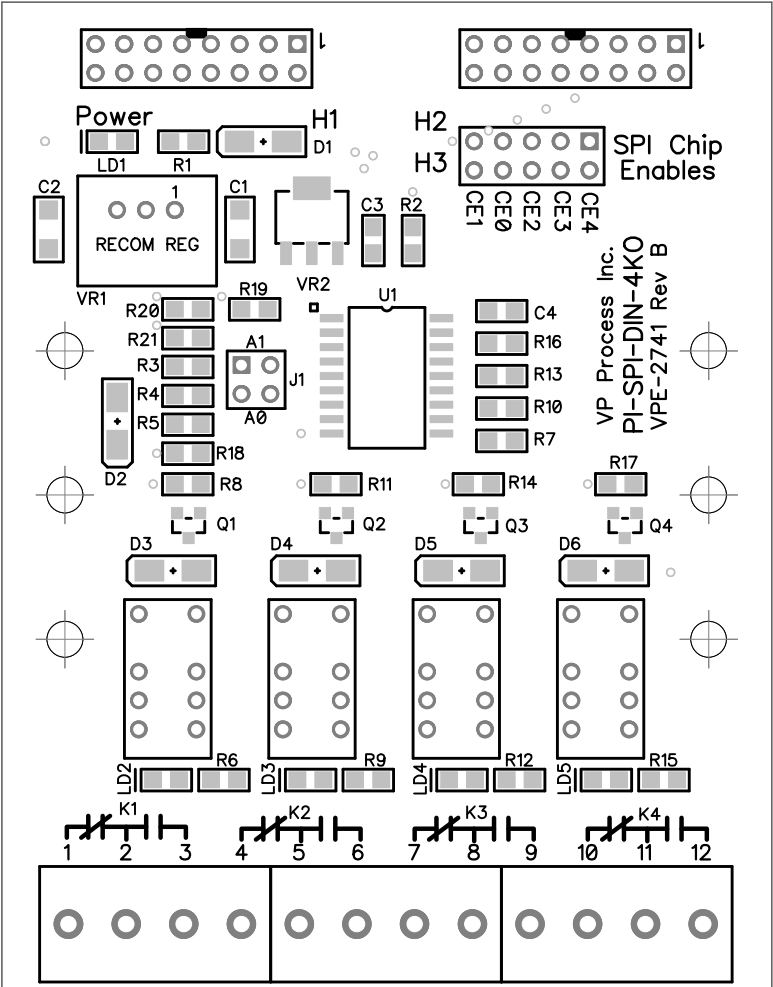 1
1
Power
H1
H2
LD1
R1
D1
H3
SPI Chip
Enables
C2
1
C1
C3
R2
CE1
CE0
CE2
CE3
CE4
RECOM REG
VR1
VR2
VP Process Inc.
PI-SPI-DIN-4KO
VPE-2741 Rev B
R19
U1
R20
C4
R21
A1
R16
R3
J1
R13
R4
A0
R10
R5
R7
R18
D2
R8
R11
R14
R17
Q1
Q2
Q3
Q4
D3
D4
D5
D6
LD2
R6
LD3
R9
LD4
R12
LD5
R15
K1
K2
K3
K4
1 2 3 4 5 6 7 8 9 10 11 12